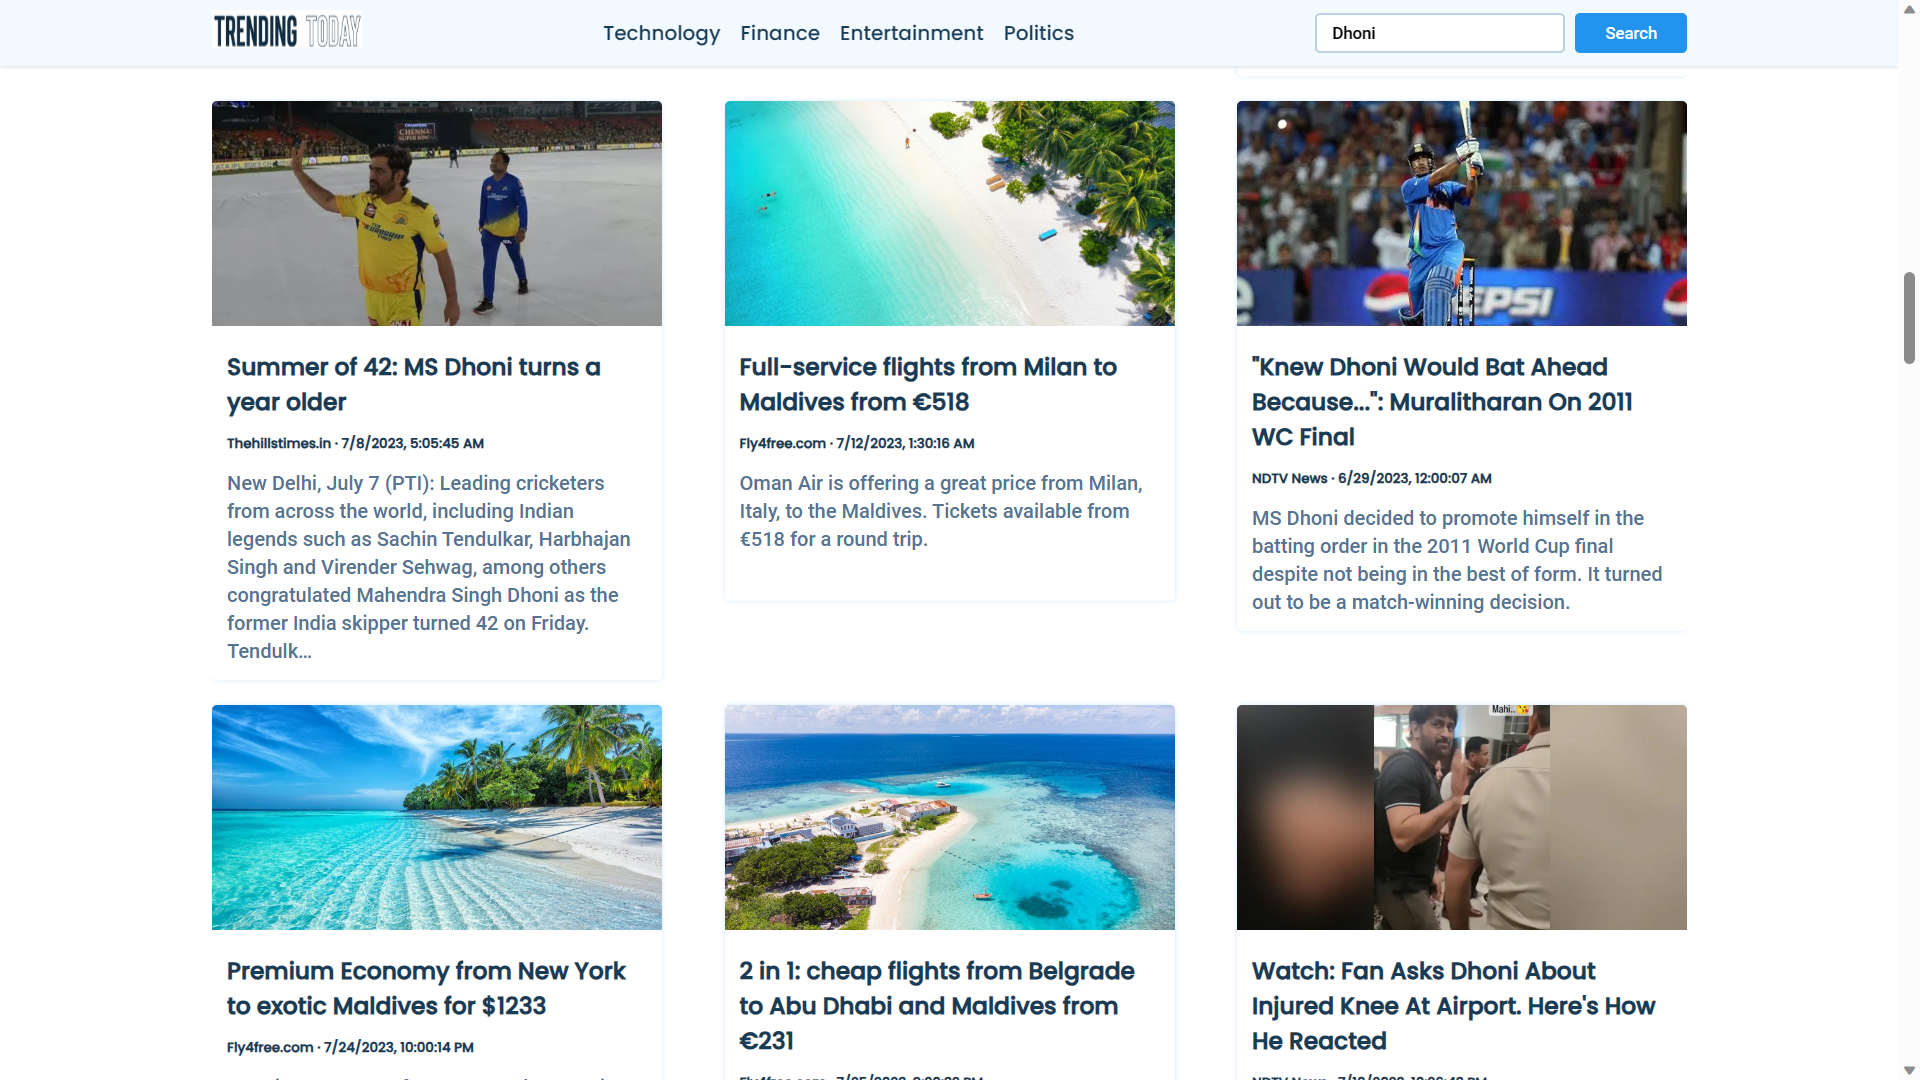 TRENDING TODAY
Technology
Finance
Entertainment
Politics
Dhoni
Search
CHENNAI
SUPER KINGS
Summer of 42: MS Dhoni turns a
year older
Thehillstimes.in · 7/8/2023, 5:05:45 AM
New Delhi, July 7 (PTI): Leading cricketers
from across the world, including Indian
legends such as Sachin Tendulkar, Harbhajan
Singh and Virender Sehwag, among others
congratulated Mahendra Singh Dhoni as the
former India skipper turned 42 on Friday.
Tendulk…
Full-service flights from Milan to
Maldives from €518
Fly4free.com · 7/12/2023, 1:30:16 AM
Oman Air is offering a great price from Milan,
Italy, to the Maldives. Tickets available from
€518 for a round trip.
EPSI
"Knew Dhoni Would Bat Ahead
Because...": Muralitharan On 2011
WC Final
NDTV News · 6/29/2023, 12:00:07 AM
MS Dhoni decided to promote himself in the
batting order in the 2011 World Cup final
despite not being in the best of form. It turned
out to be a match-winning decision.
Premium Economy from New York
to exotic Maldives for $1233
Fly4free.com · 7/24/2023, 10:00:14 PM
2 in 1: cheap flights from Belgrade
to Abu Dhabi and Maldives from
€231
Mahi..😘
Watch: Fan Asks Dhoni About
Injured Knee At Airport. Here's How
He Reacted